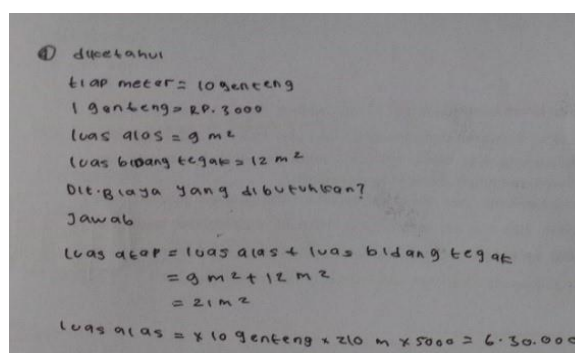 ① diketahui
tiap meter = 10 genteng
1 genteng = RP. 3000
luas alas = 9 m²
luas bidang tegak = 12 m²
Dit. Biaya yang dibutuhkan?
Jawab
luas atap = luas alas + luas bidang tegak
= 9 m² + 12 m²
= 21 m²
luas alas = x 10 genteng x 210 m x 5000 = 6.30.000